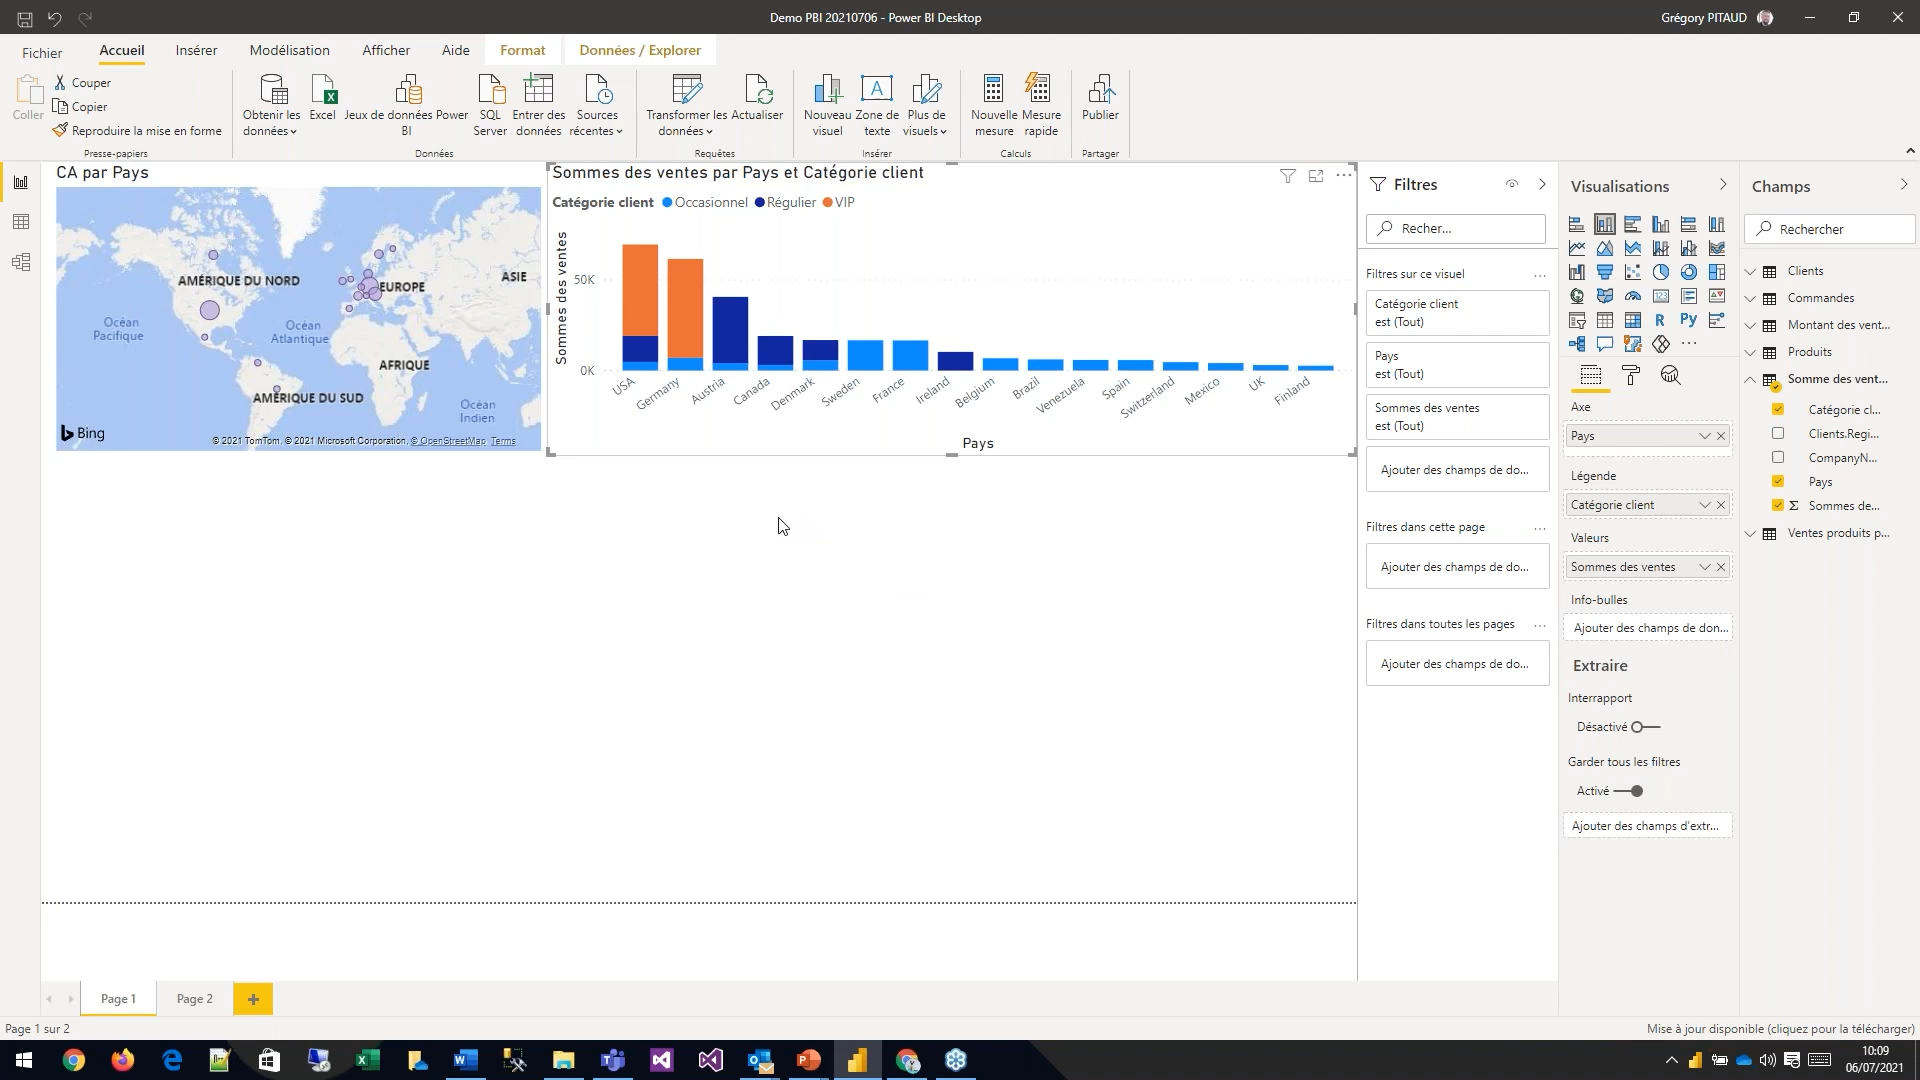 Demo PBI 20210706 - Power BI Desktop
Grégory PITAUD
Fichier
Accueil
Insérer
Modélisation
Afficher
Aide
Format
Données / Explorer
Coller
Couper
Copier
Reproduire la mise en forme
Presse-papiers
Obtenir les données
Excel
Jeux de données Power BI
SQL Server
Entrer des données
Sources récentes
Données
Transformer les données
Actualiser
Requêtes
Nouveau visuel
Zone de texte
Plus de visuels
Insérer
Nouvelle mesure
Mesure rapide
Calculs
Publier
Partager
CA par Pays
AMÉRIQUE DU NORD
EUROPE
ASIE
Océan Pacifique
Océan Atlantique
AFRIQUE
AMÉRIQUE DU SUD
Océan Indien
Bing
© 2021 TomTom, © 2021 Microsoft Corporation, © OpenStreetMap Terms
Sommes des ventes par Pays et Catégorie client
Catégorie client Occasionnel Régulier VIP
Sommes des ventes
50K
0K
USA
Germany
Austria
Canada
Denmark
Sweden
France
Ireland
Belgium
Brazil
Venezuela
Spain
Switzerland
Mexico
UK
Finland
Pays
Filtres
Recher...
Filtres sur ce visuel
Catégorie client
est (Tout)
Pays
est (Tout)
Sommes des ventes
est (Tout)
Ajouter des champs de do...
Filtres dans cette page
Ajouter des champs de do...
Filtres dans toutes les pages
Ajouter des champs de do...
Visualisations
R
Py
Axe
Pays
Légende
Catégorie client
Valeurs
Sommes des ventes
Info-bulles
Ajouter des champs de don...
Extraire
Interrapport
Désactivé
Garder tous les filtres
Activé
Ajouter des champs d'extr...
Champs
Rechercher
Clients
Commandes
Montant des vent...
Produits
Somme des vent...
Catégorie cl...
Clients.Regi...
CompanyN...
Pays
Σ Sommes de...
Ventes produits p...
Page 1
Page 2
+
Page 1 sur 2
Mise à jour disponible (cliquez pour la télécharger)
10:09
06/07/2021